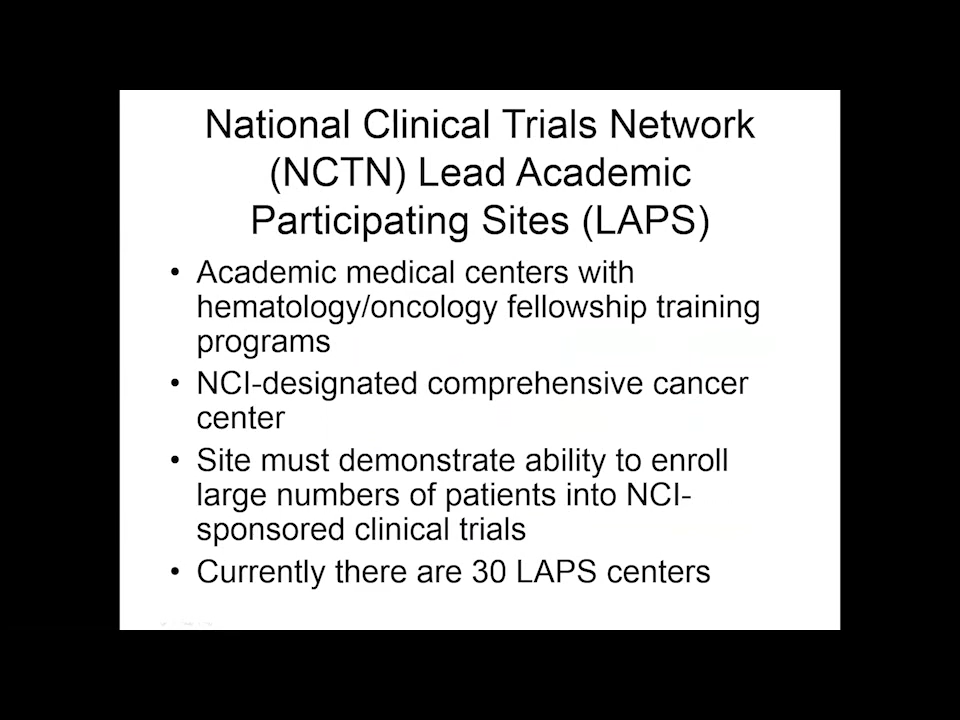 National Clinical Trials Network
(NCTN) Lead Academic
Participating Sites (LAPS)
• Academic medical centers with
hematology/oncology fellowship training
programs
• NCI-designated comprehensive cancer
center
• Site must demonstrate ability to enroll
large numbers of patients into NCI-
sponsored clinical trials
• Currently there are 30 LAPS centers